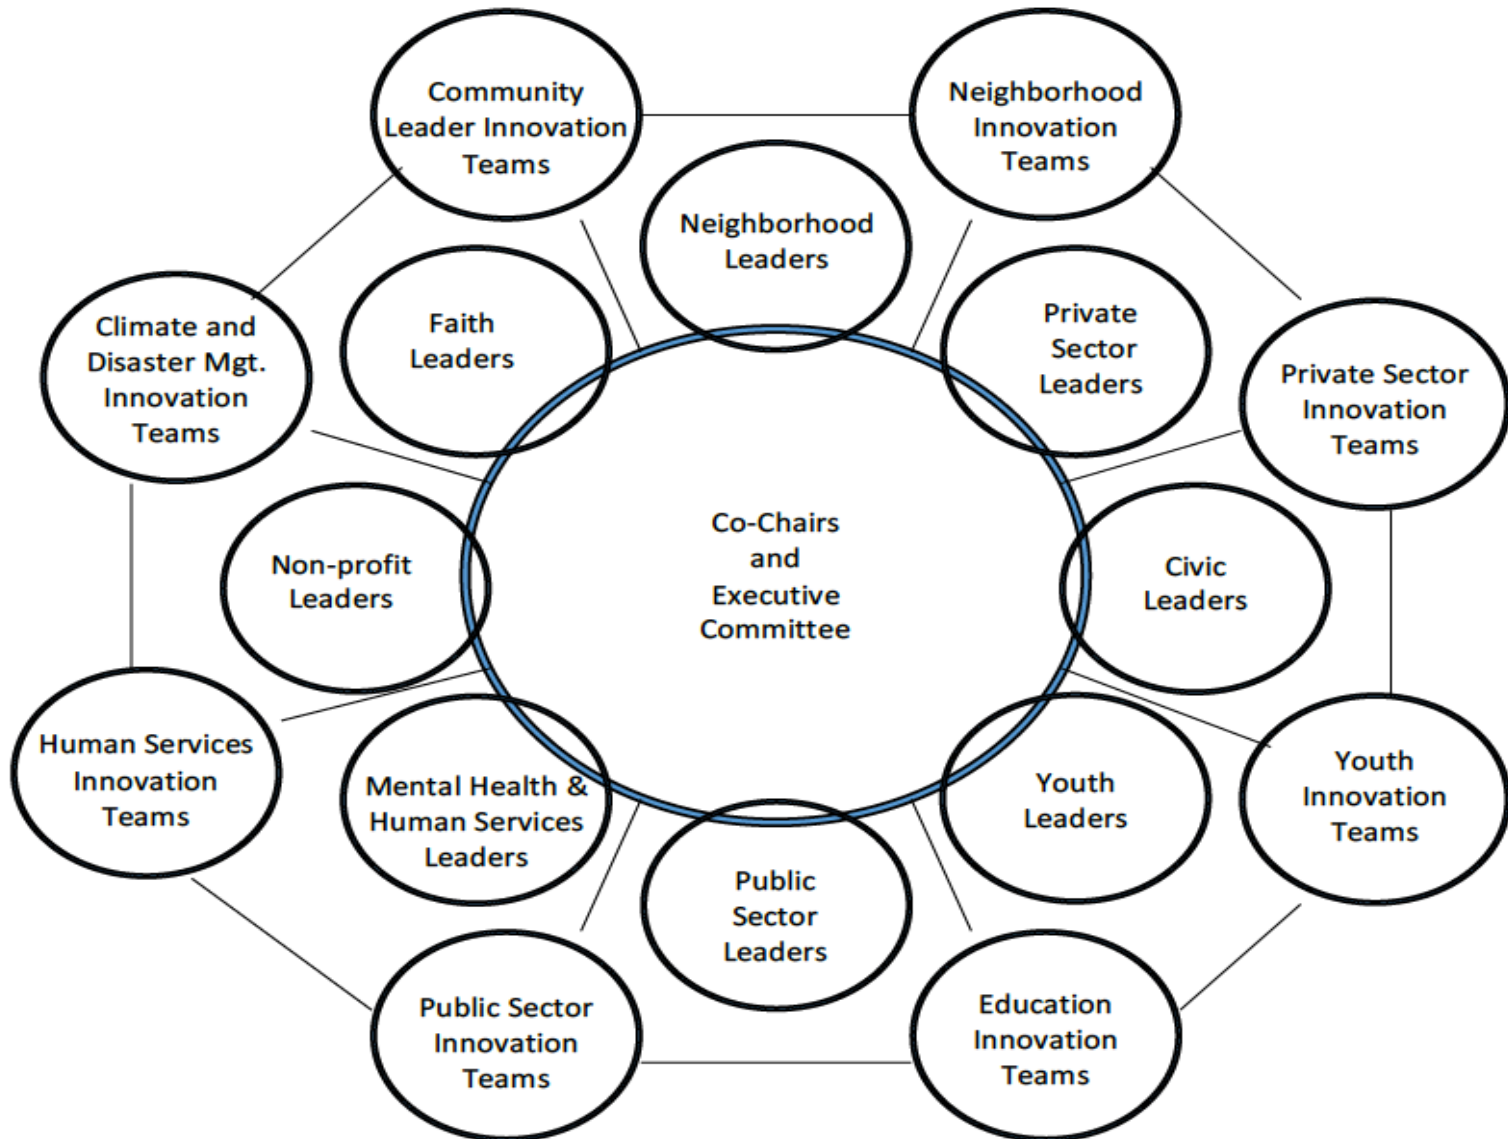 Community
Leader Innovation
Teams
Neighborhood
Innovation
Teams
Neighborhood
Leaders
Climate and
Disaster Mgt.
Innovation
Teams
Faith
Leaders
Private
Sector
Leaders
Private Sector
Innovation
Teams
Non-profit
Leaders
Co-Chairs
and
Executive
Committee
Civic
Leaders
Human Services
Innovation
Teams
Mental Health &
Human Services
Leaders
Youth
Leaders
Youth
Innovation
Teams
Public
Sector
Leaders
Public Sector
Innovation
Teams
Education
Innovation
Teams